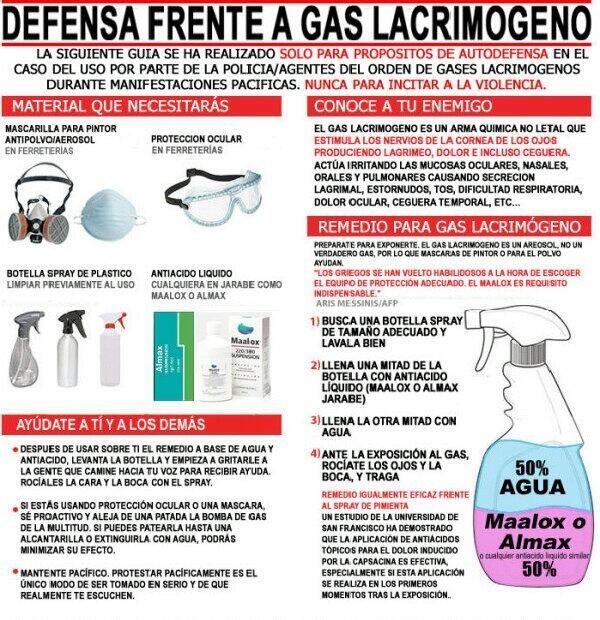 DEFENSA FRENTE A GAS LACRIMOGENO
LA SIGUIENTE GUIA SE HA REALIZADO SOLO PARA PROPOSITOS DE AUTODEFENSA EN EL
CASO DEL USO POR PARTE DE LA POLICIA/AGENTES DEL ORDEN DE GASES LACRIMOGENOS
DURANTE MANIFESTACIONES PACIFICAS. NUNCA PARA INCITAR A LA VIOLENCIA.
MATERIAL QUE NECESITARÁS
MASCARILLA PARA PINTOR
ANTIPOLVO/AEROSOL
EN FERRETERÍAS
PROTECCION OCULAR
EN FERRETERÍAS
BOTELLA SPRAY DE PLASTICO
LIMPIAR PREVIAMENTE AL USO
ANTIACIDO LIQUIDO
CUALQUIERA EN JARABE COMO
MAALOX O ALMAX
Almax
Maalox
Maalox
SUSPENSION
AYÚDATE A TÍ Y A LOS DEMÁS
• DESPUES DE USAR SOBRE TI EL REMEDIO A BASE DE AGUA Y
ANTIACIDO, LEVANTA LA BOTELLA Y EMPIEZA A GRITARLE A
LA GENTE QUE CAMINE HACIA TU VOZ PARA RECIBIR AYUDA.
ROCÍALES LA CARA Y LA BOCA CON EL SPRAY.
• SI ESTÁS USANDO PROTECCIÓN OCULAR O UNA MASCARA,
SÉ PROACTIVO Y ALEJA DE UNA PATADA LA BOMBA DE GAS
DE LA MULTITUD. SI PUEDES PATEARLA HASTA UNA
ALCANTARILLA O EXTINGUIRLA CON AGUA, PODRÁS
MINIMIZAR SU EFECTO.
• MANTENTE PACÍFICO. PROTESTAR PACÍFICAMENTE ES EL
ÚNICO MODO DE SER TOMADO EN SERIO Y DE QUE
REALMENTE TE ESCUCHEN.
CONOCE A TU ENEMIGO
EL GAS LACRIMOGENO ES UN ARMA QUIMICA NO LETAL QUE
ESTIMULA LOS NERVIOS DE LA CORNEA DE LOS OJOS
PRODUCIENDO LAGRIMEO, DOLOR E INCLUSO CEGUERA.
ACTÚA IRRITANDO LAS MUCOSAS OCULARES, NASALES,
ORALES Y PULMONARES CAUSANDO SECRECION
LAGRIMAL, ESTORNUDOS, TOS, DIFICULTAD RESPIRATORIA,
DOLOR OCULAR, CEGUERA TEMPORAL, ETC...
REMEDIO PARA GAS LACRIMÓGENO
PREPARATE PARA EXPONERTE. EL GAS LACRIMOGENO ES UN AREOSOL, NO UN
VERDADERO GAS, POR LO QUE MASCARAS DE PINTOR O PARA EL POLVO
AYUDAN.
"LOS GRIEGOS SE HAN VUELTO HABILIDOSOS A LA HORA DE ESCOGER
EL EQUIPO DE PROTECCIÓN ADECUADO. EL MAALOX ES REQUISITO
INDISPENSABLE."
ARIS MESSINIS/AFP
1) BUSCA UNA BOTELLA SPRAY
DE TAMAÑO ADECUADO Y
LAVALA BIEN
2) LLENA UNA MITAD DE LA
BOTELLA CON ANTIACIDO
LÍQUIDO (MAALOX O ALMAX
JARABE)
3) LLENA LA OTRA MITAD CON
AGUA.
4) ANTE LA EXPOSICIÓN AL GAS,
ROCÍATE LOS OJOS Y LA
BOCA, Y TRAGA
REMEDIO IGUALMENTE EFICAZ FRENTE
AL SPRAY DE PIMIENTA
UN ESTUDIO DE LA UNIVERSIDAD DE
SAN FRANCISCO HA DEMOSTRADO
QUE LA APLICACIÓN DE ANTIÁCIDOS
TÓPICOS PARA EL DOLOR INDUCIDO
POR LA CAPSACINA ES EFECTIVA,
ESPECIALMENTE SI ESTA APLICACIÓN
SE REALIZA EN LOS PRIMEROS
MOMENTOS TRAS LA EXPOSICIÓN..
50%
AGUA
Maalox o
Almax
o cualquier antiacido liquido similar
50%